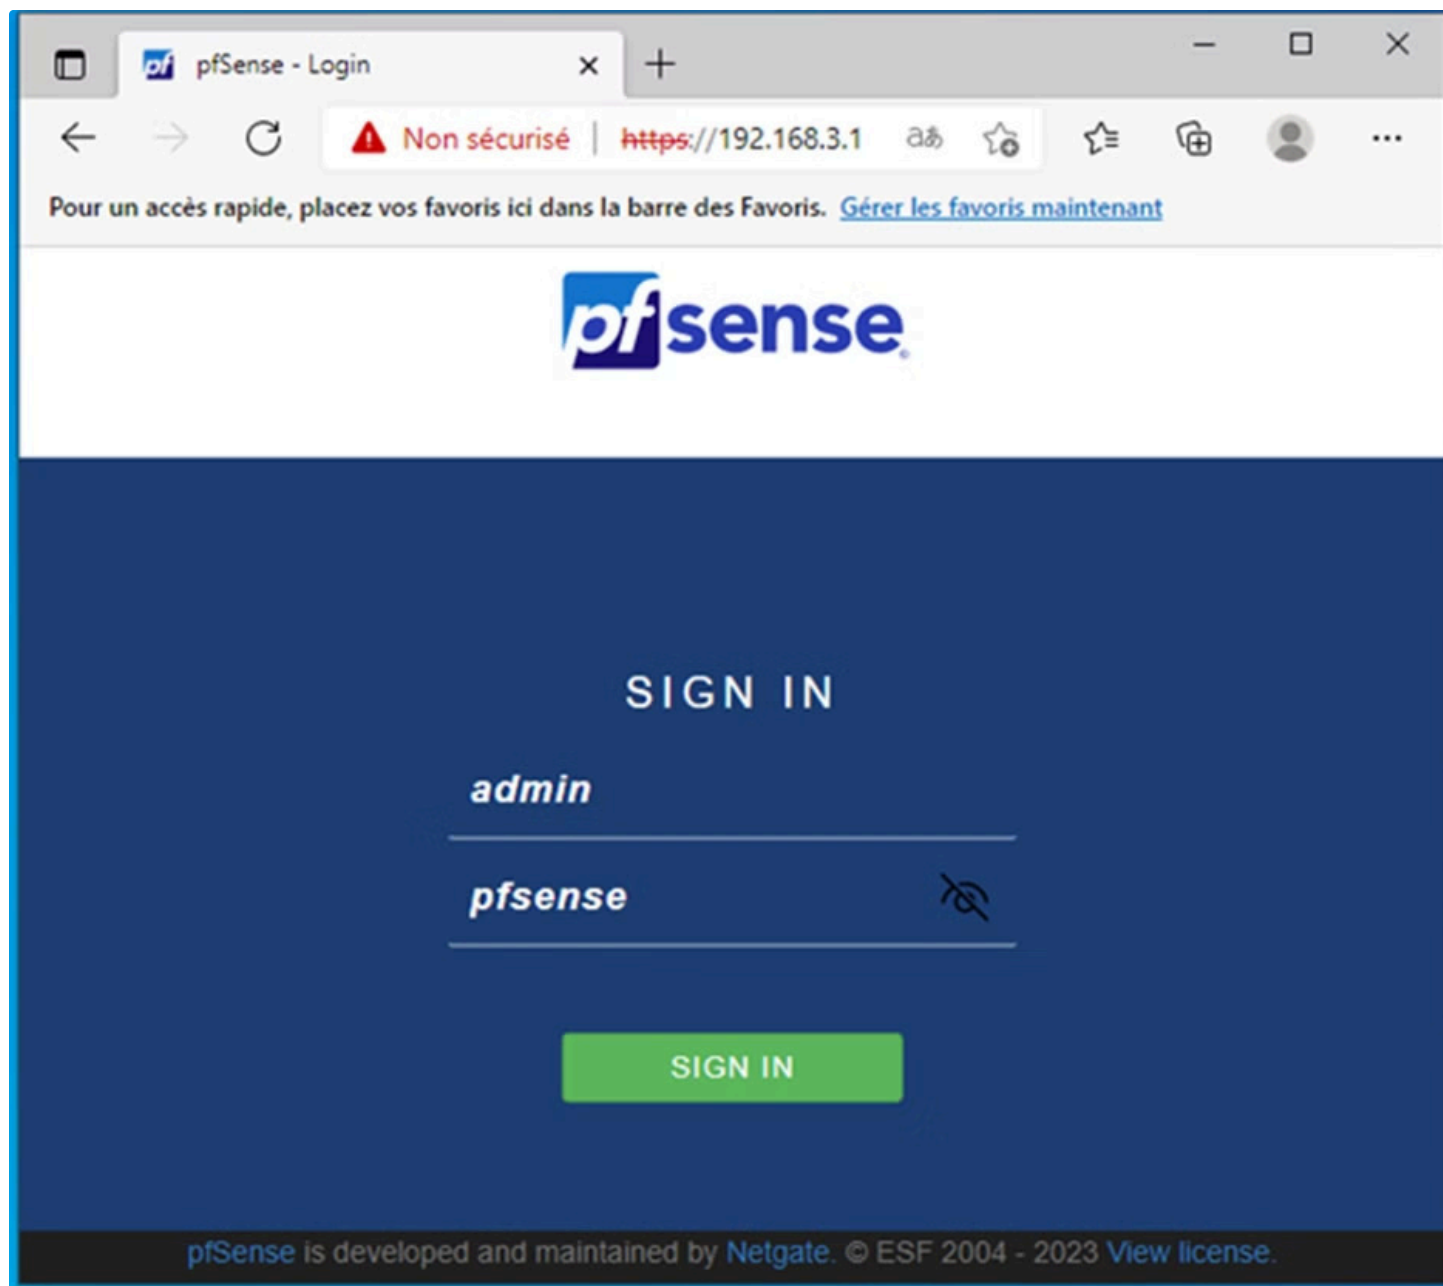 pfSense - Login
Non sécurisé | https://192.168.3.1 aあ
Pour un accès rapide, placez vos favoris ici dans la barre des Favoris. Gérer les favoris maintenant
pfsense
SIGN IN
admin
pfsense
SIGN IN
pfSense is developed and maintained by Netgate. © ESF 2004 - 2023 View license.